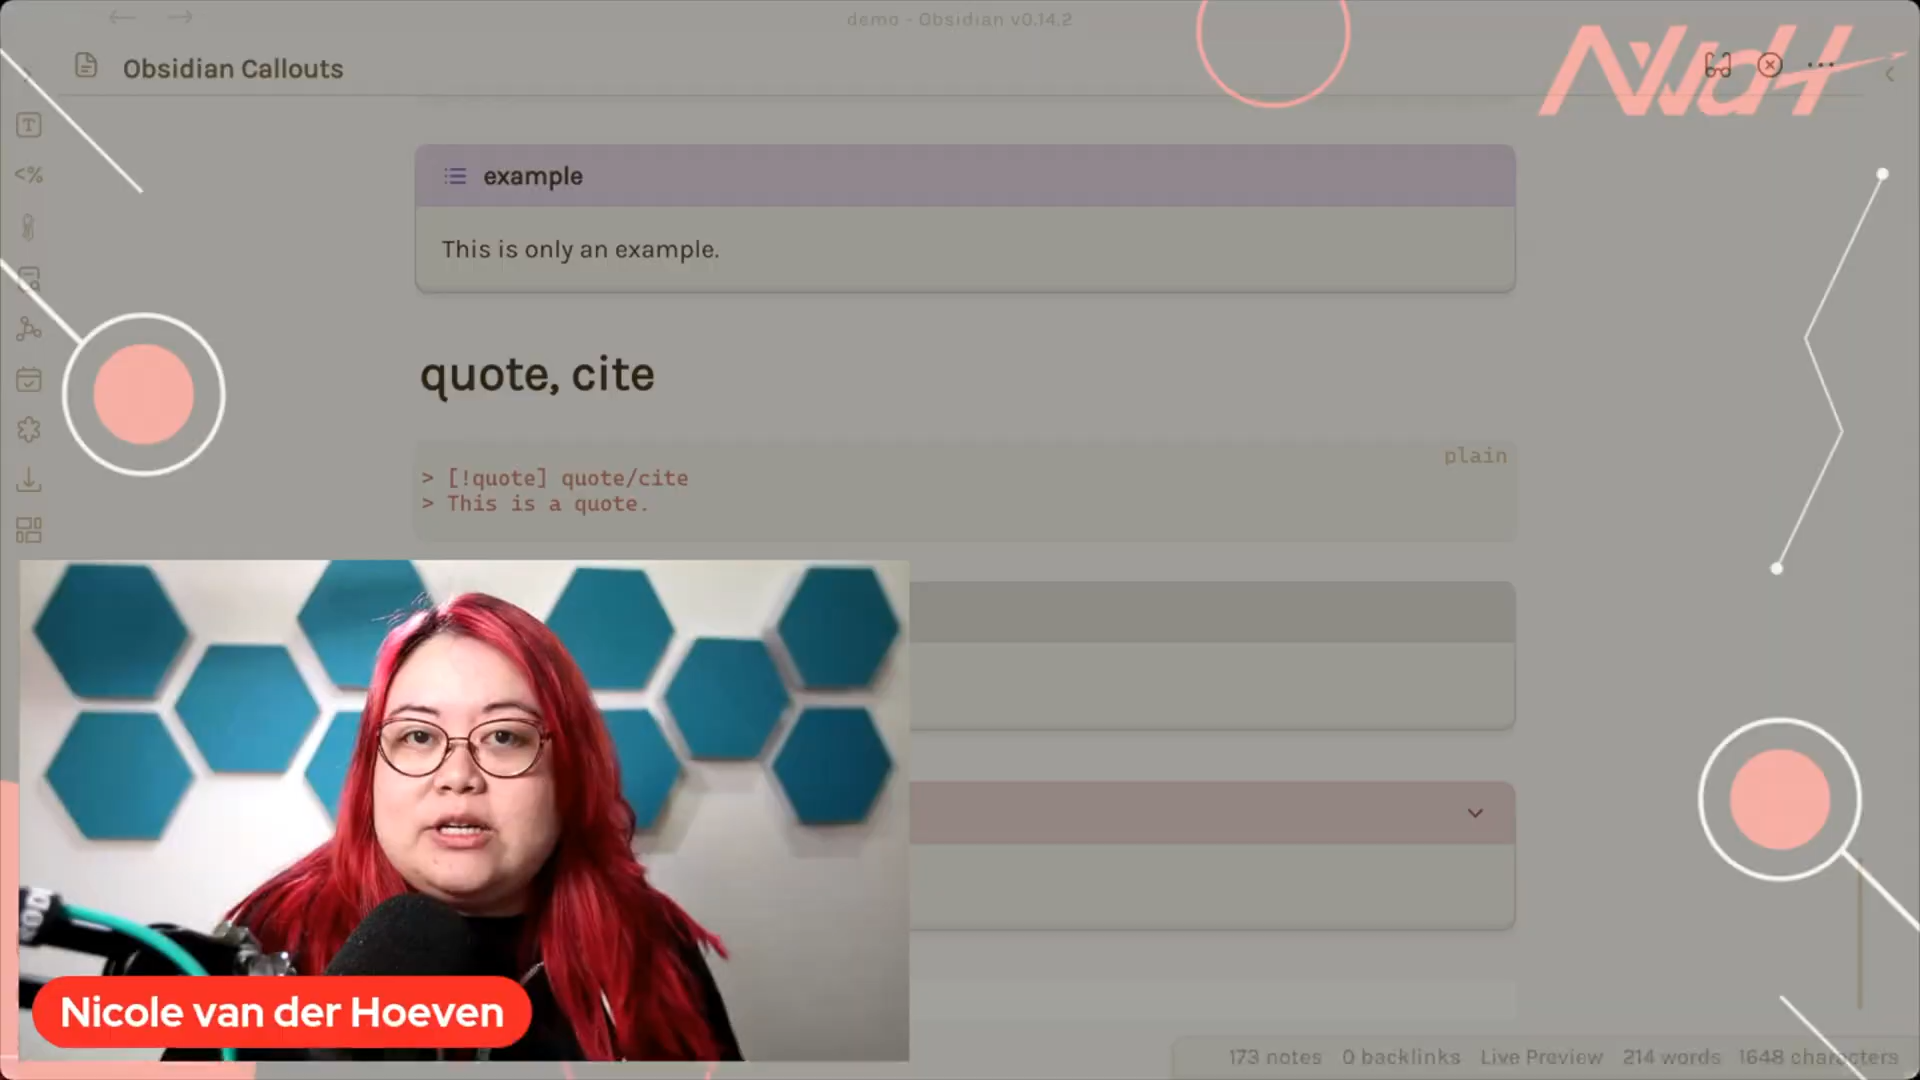 demo - Obsidian v0.14.2
Obsidian Callouts
NvdH
example
This is only an example.
quote, cite
plain
> [!quote] quote/cite
> This is a quote.
Nicole van der Hoeven
173 notes 0 backlinks Live Preview 214 words 1648 characters